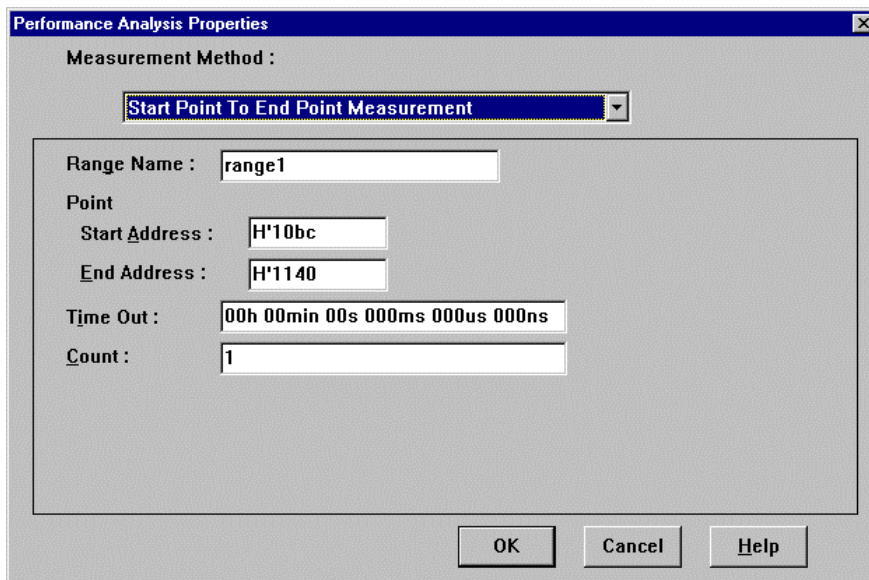 Performance Analysis Properties
Measurement Method :
Start Point To End Point Measurement
Range Name : range1
Point
Start Address : H'10bc
End Address : H'1140
Time Out : 00h 00min 00s 000ms 000us 000ns
Count : 1
OK Cancel Help